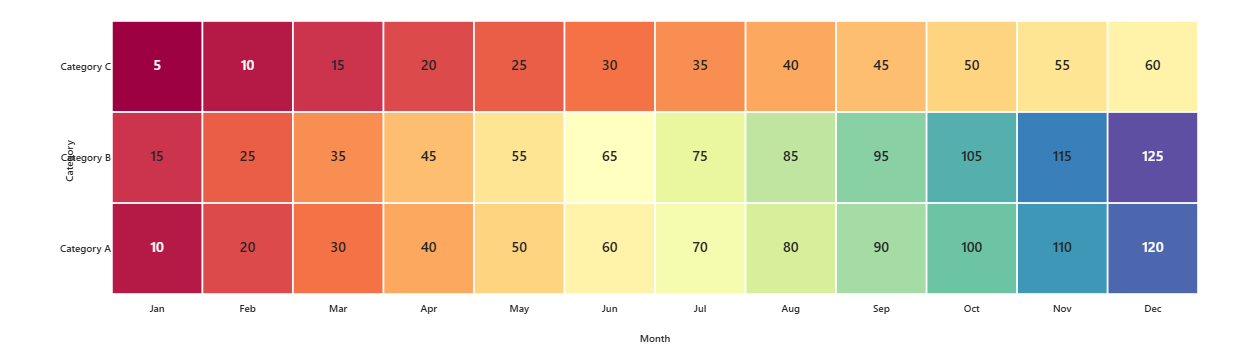 Category C 5 10 15 20 25 30 35 40 45 50 55 60
Category
Category B 15 25 35 45 55 65 75 85 95 105 115 125
Category A 10 20 30 40 50 60 70 80 90 100 110 120
Jan Feb Mar Apr May Jun Jul Aug Sep Oct Nov Dec
Month